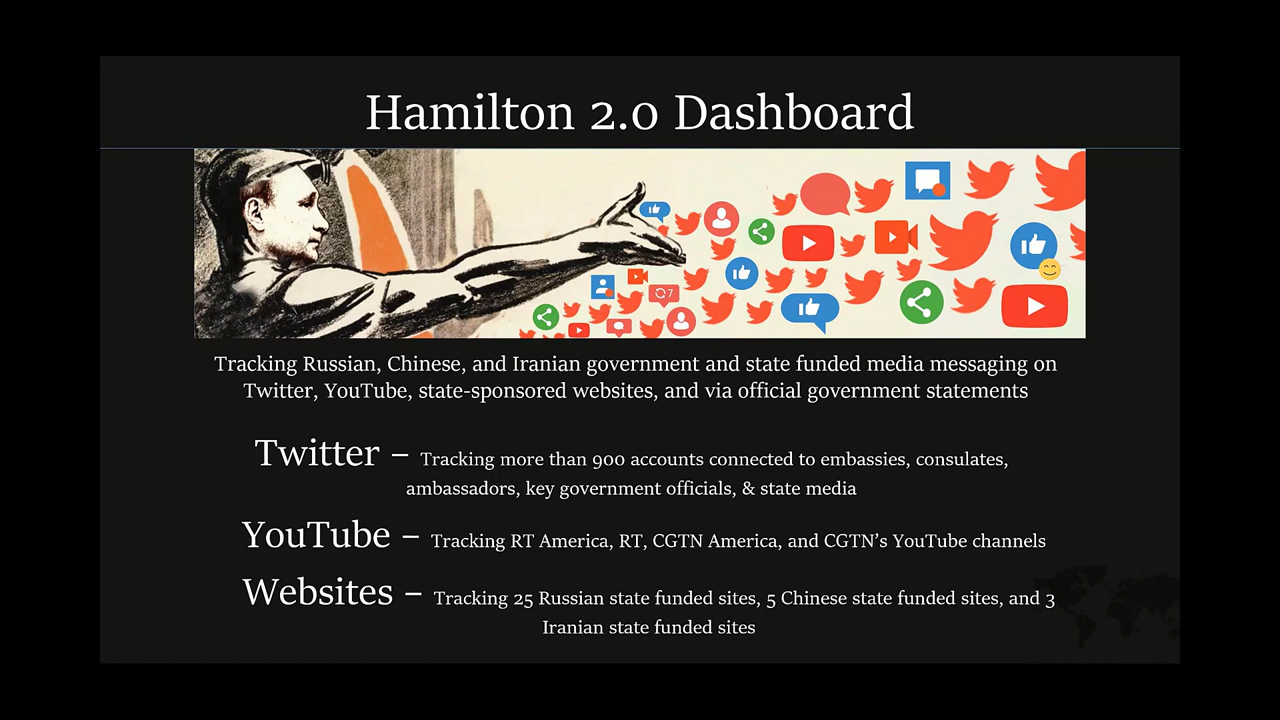 Hamilton 2.0 Dashboard
7
Tracking Russian, Chinese, and Iranian government and state funded media messaging on
Twitter, YouTube, state-sponsored websites, and via official government statements
Twitter – Tracking more than 900 accounts connected to embassies, consulates,
ambassadors, key government officials, & state media
YouTube – Tracking RT America, RT, CGTN America, and CGTN’s YouTube channels
Websites – Tracking 25 Russian state funded sites, 5 Chinese state funded sites, and 3
Iranian state funded sites